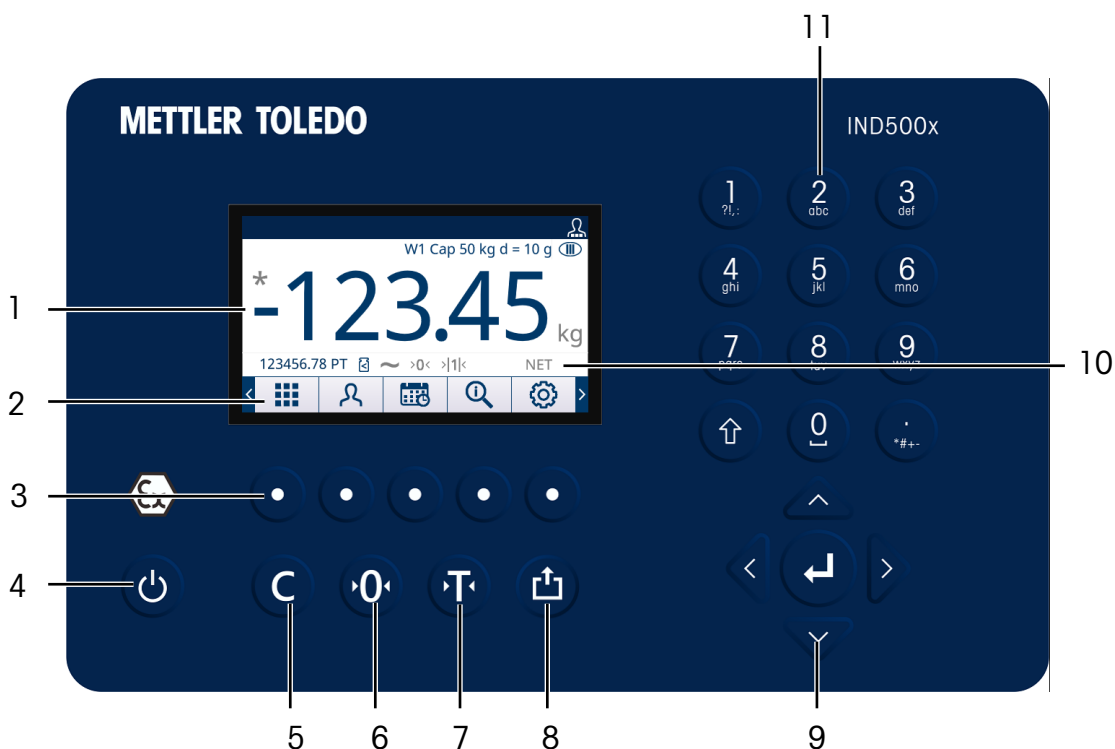 11
METTLER TOLEDO
IND500x
1 ?!,:
2 abc
3 def
W1 Cap 50 kg d = 10 g
*-123.45 kg
4 ghi
5 jkl
6 mno
1
123456.78 PT >0< >|1|< NET
7
8
9
10
2
0
. *#+-
3
Ex
4
C
0
T
5
6
7
8
9